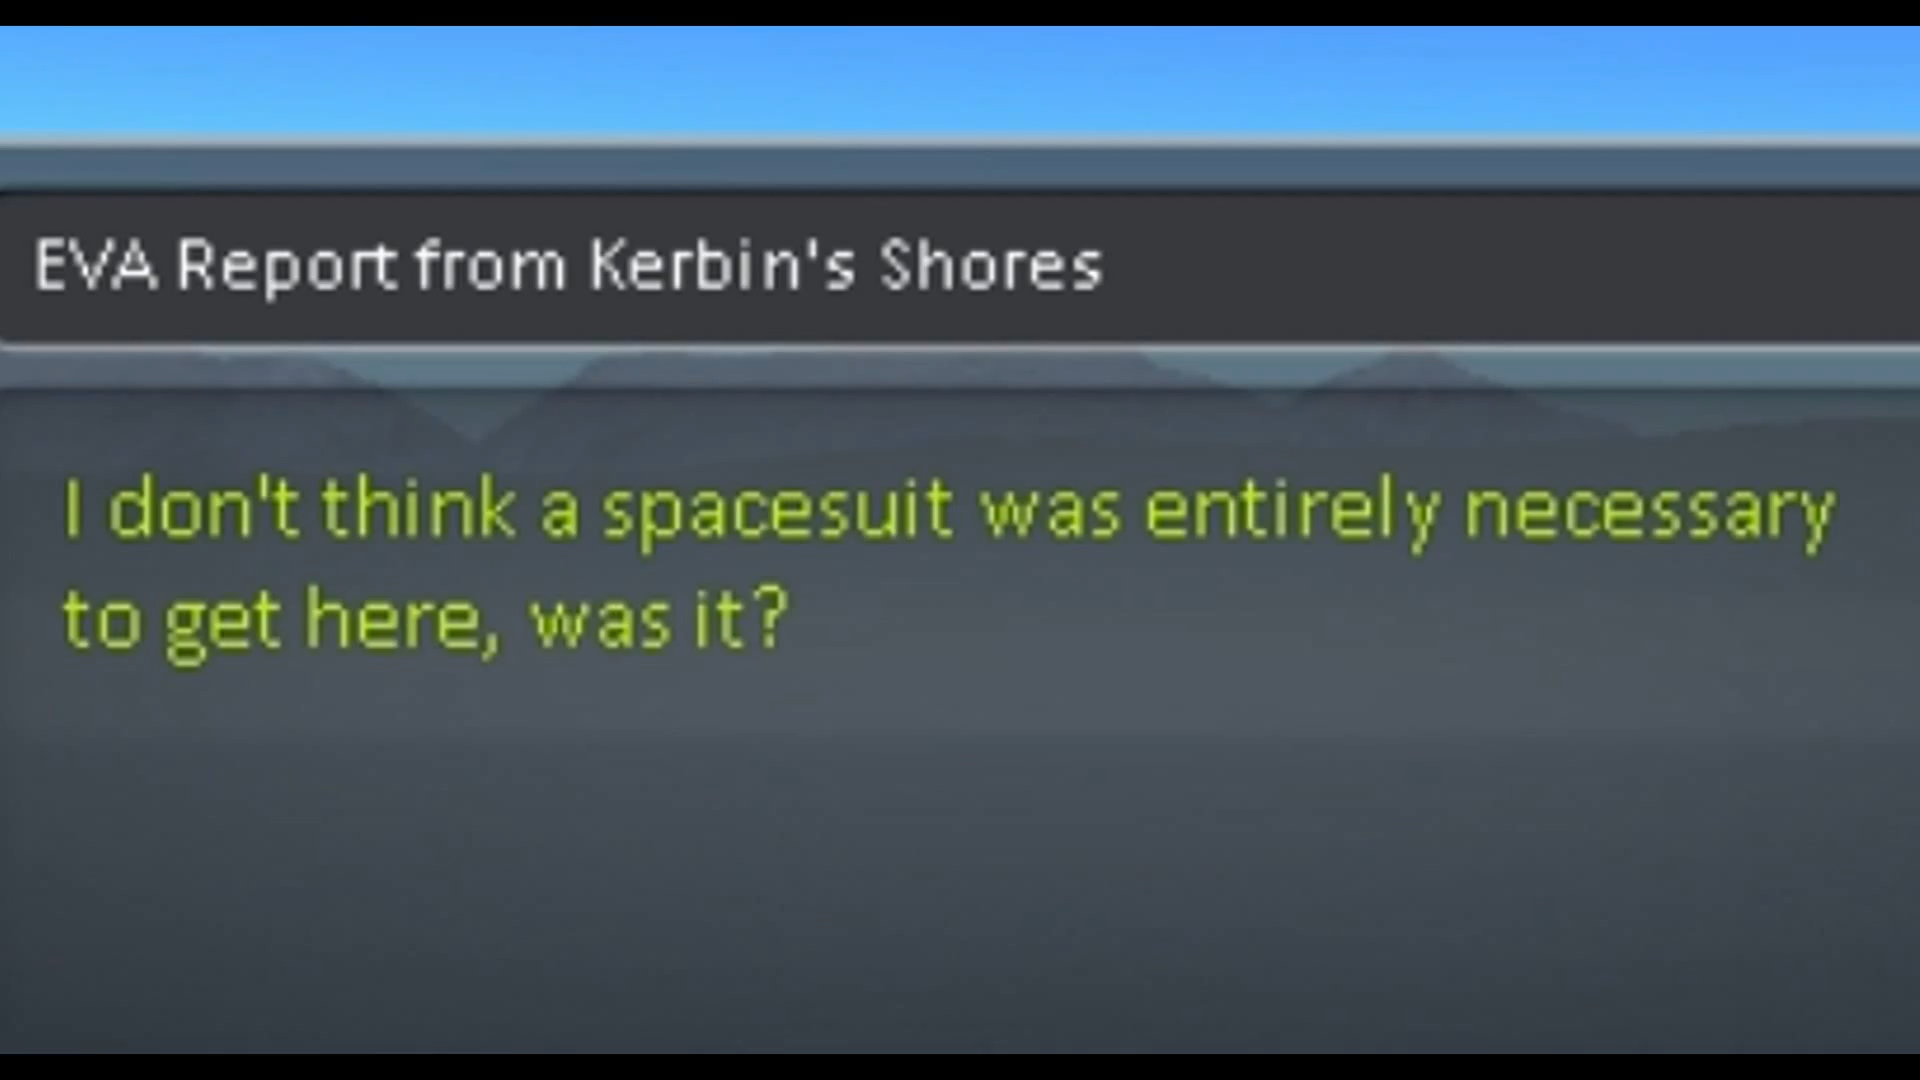 EVA Report from Kerbin's Shores
I don't think a spacesuit was entirely necessary
to get here, was it?